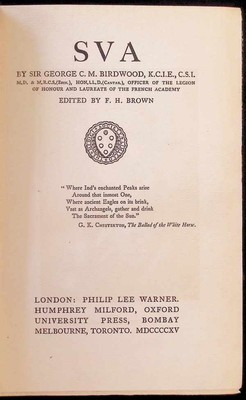 SVA
BY SIR GEORGE C. M. BIRDWOOD, K.C.I.E., C.S.I.
M.D. & M.R.C.S.(Edin.), HON.LL.D.(Cantab.), OFFICER OF THE LEGION
OF HONOUR AND LAUREATE OF THE FRENCH ACADEMY
EDITED BY F. H. BROWN
"Where Ind's enchanted Peaks arise
Around that inmost One,
Where ancient Eagles on its brink,
Vast as Archangels, gather and drink
The Sacrament of the Sun."
G. K. Chesterton, The Ballad of the White Horse.
LONDON: PHILIP LEE WARNER.
HUMPHREY MILFORD, OXFORD
UNIVERSITY PRESS, BOMBAY
MELBOURNE, TORONTO. MDCCCCXV